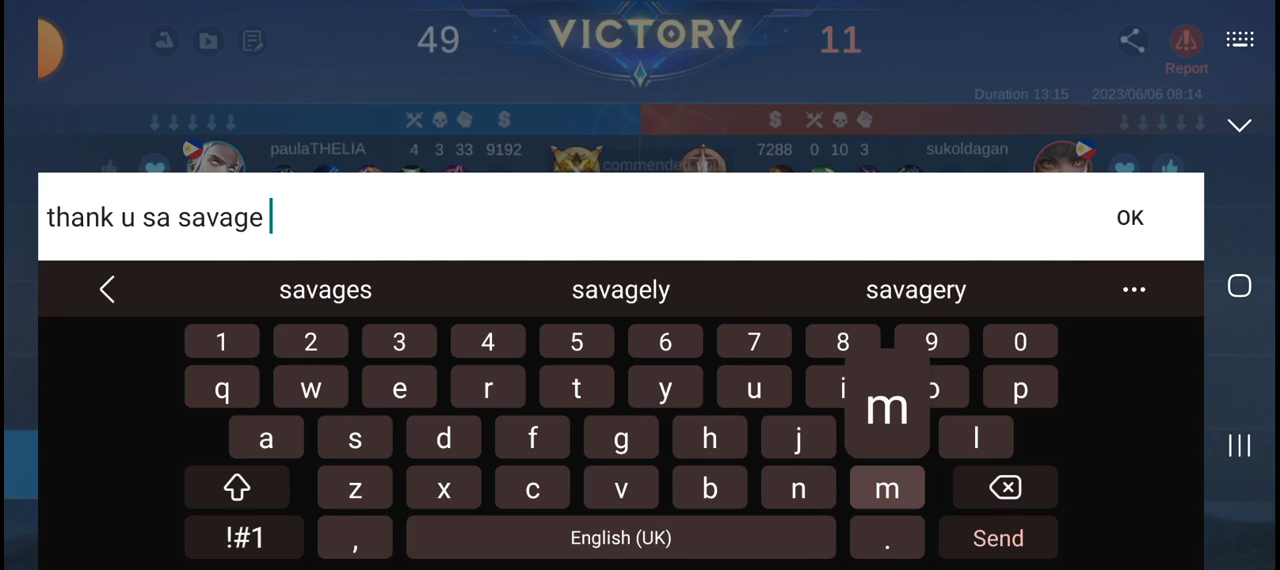 49 VICTORY 11
Report
Duration 13:15 2023/06/06 08:14
paulaTHELIA 4 3 33 9192 7288 0 10 3 sukoldagan
commended
thank u sa savage OK
savages savagely savagery
1 2 3 4 5 6 7 8 9 0
q w e r t y u i o p
m
a s d f g h j l
z x c v b n m
!#1 , English (UK) . Send